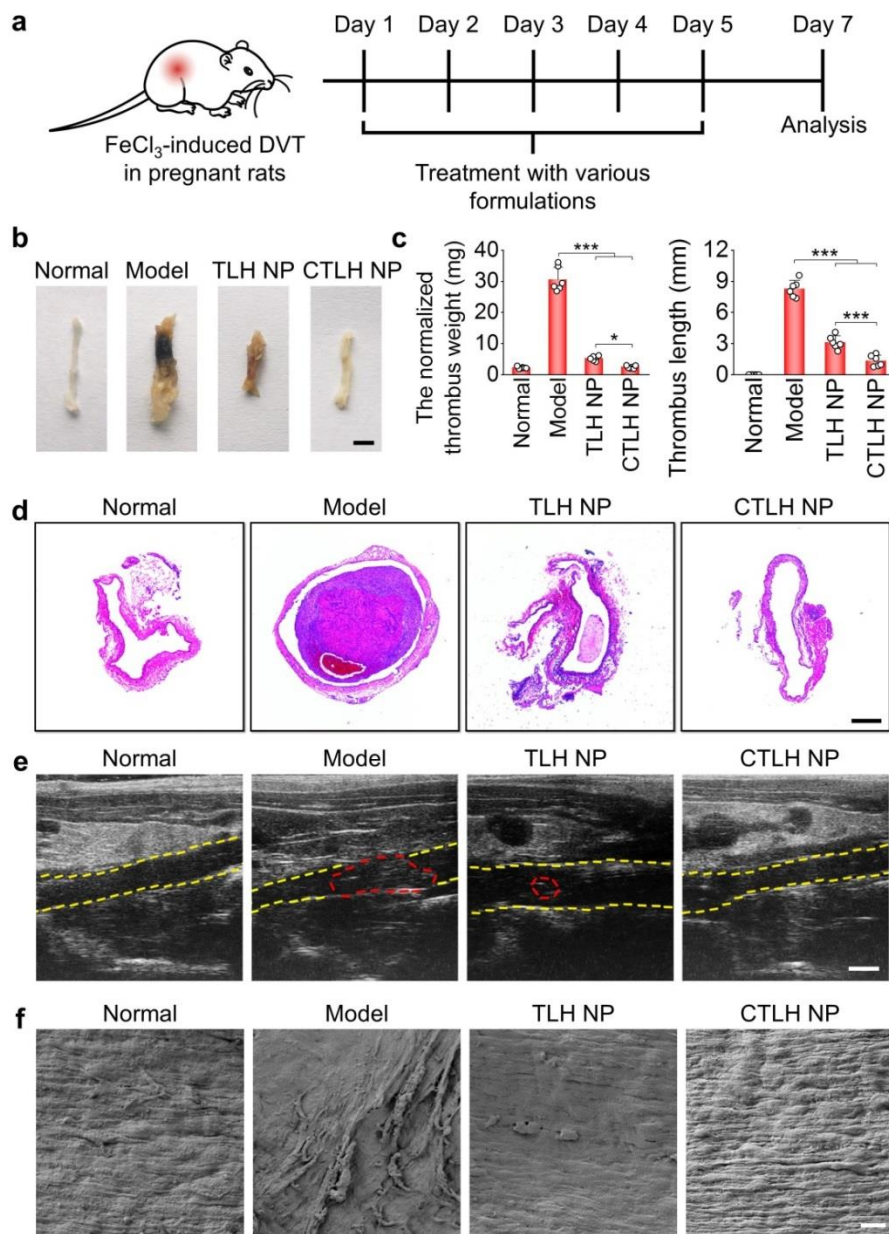 a
Day 1 Day 2 Day 3 Day 4 Day 5 Day 7
FeCl₃-induced DVT
in pregnant rats
Treatment with various
formulations
Analysis
b
Normal Model TLH NP CTLH NP
c
The normalized
thrombus weight (mg)
40
30
20
10
0
***
*
Normal
Model
TLH NP
CTLH NP
Thrombus length (mm)
12
9
6
3
0
***
***
Normal
Model
TLH NP
CTLH NP
d
Normal Model TLH NP CTLH NP
e
Normal Model TLH NP CTLH NP
f
Normal Model TLH NP CTLH NP